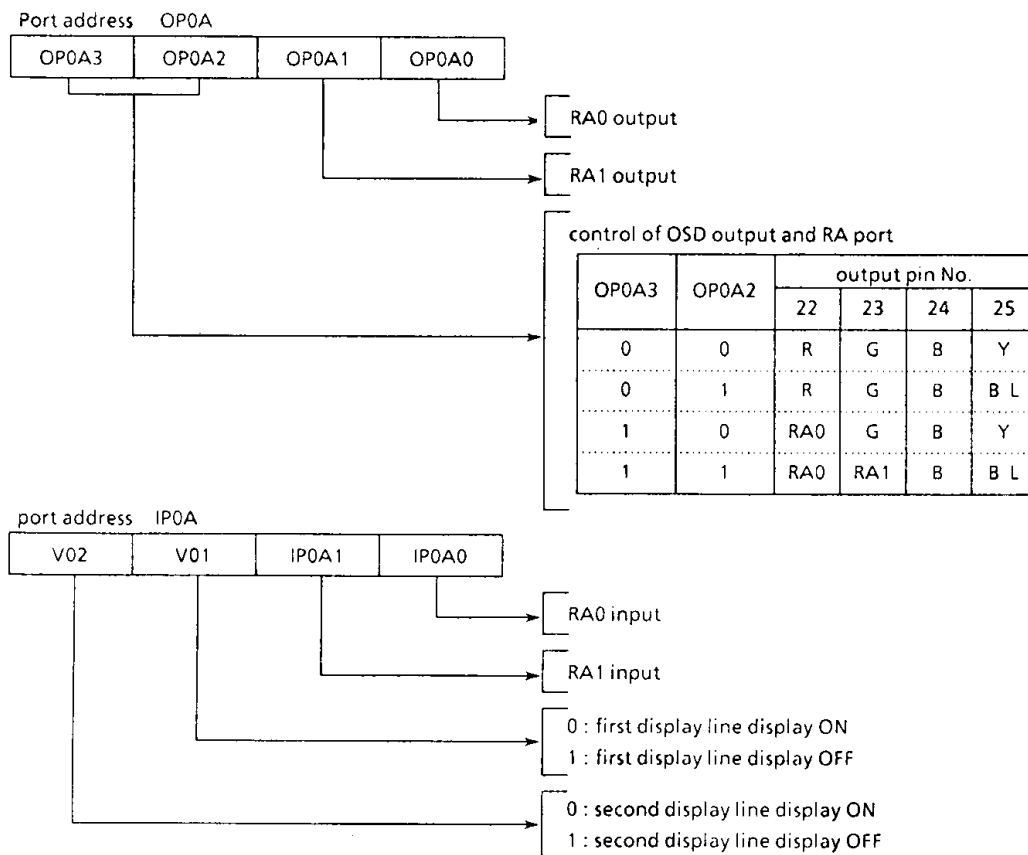 Port address OP0A
OP0A3 OP0A2 OP0A1 OP0A0
RA0 output
RA1 output
control of OSD output and RA port
OP0A3 OP0A2 output pin No.
22 23 24 25
0 0 R G B Y
0 1 R G B B L
1 0 RA0 G B Y
1 1 RA0 RA1 B B L
port address IP0A
V02 V01 IP0A1 IP0A0
RA0 input
RA1 input
0 : first display line display ON
1 : first display line display OFF
0 : second display line display ON
1 : second display line display OFF